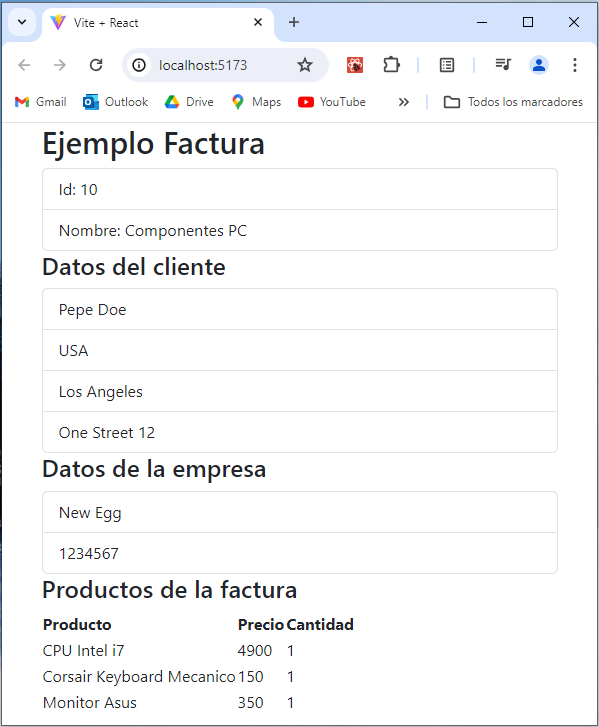 Vite + React
localhost:5173
Gmail Outlook Drive Maps YouTube Todos los marcadores
Ejemplo Factura
Id: 10
Nombre: Componentes PC
Datos del cliente
Pepe Doe
USA
Los Angeles
One Street 12
Datos de la empresa
New Egg
1234567
Productos de la factura
Producto Precio Cantidad
CPU Intel i7 4900 1
Corsair Keyboard Mecanico 150 1
Monitor Asus 350 1